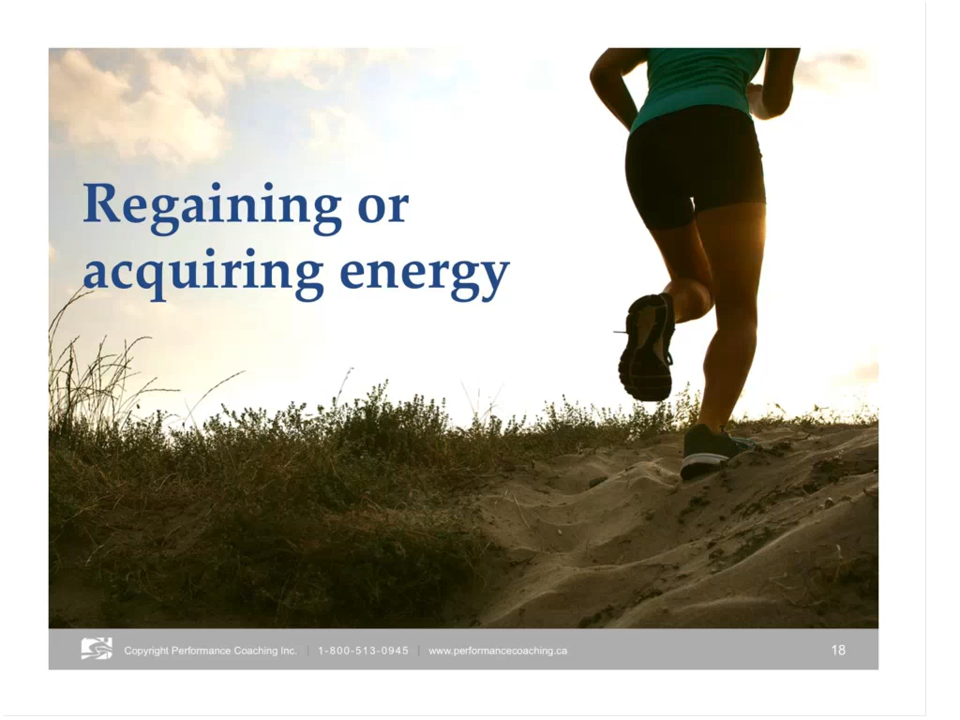 Regaining or
acquiring energy
Copyright Performance Coaching Inc. | 1-800-513-0945 | www.performancecoaching.ca 18